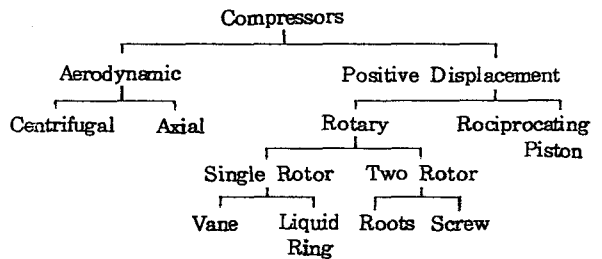 Compressors
Aerodynamic Positive Displacement
Centrifugal Axial Rotary Rociprocating
Piston
Single Rotor Two Rotor
Vane Liquid Roots Screw
Ring